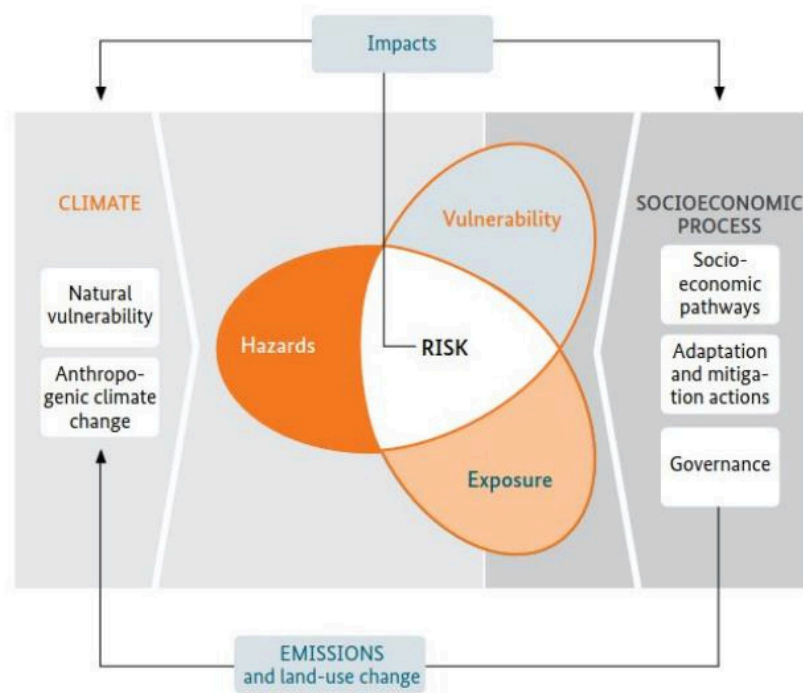 Impacts
CLIMATE
Natural
vulnerability
Anthropo-
genic climate
change
Hazards
Vulnerability
RISK
Exposure
SOCIOECONOMIC
PROCESS
Socio-
economic
pathways
Adaptation
and mitiga-
tion actions
Governance
EMISSIONS
and land-use change